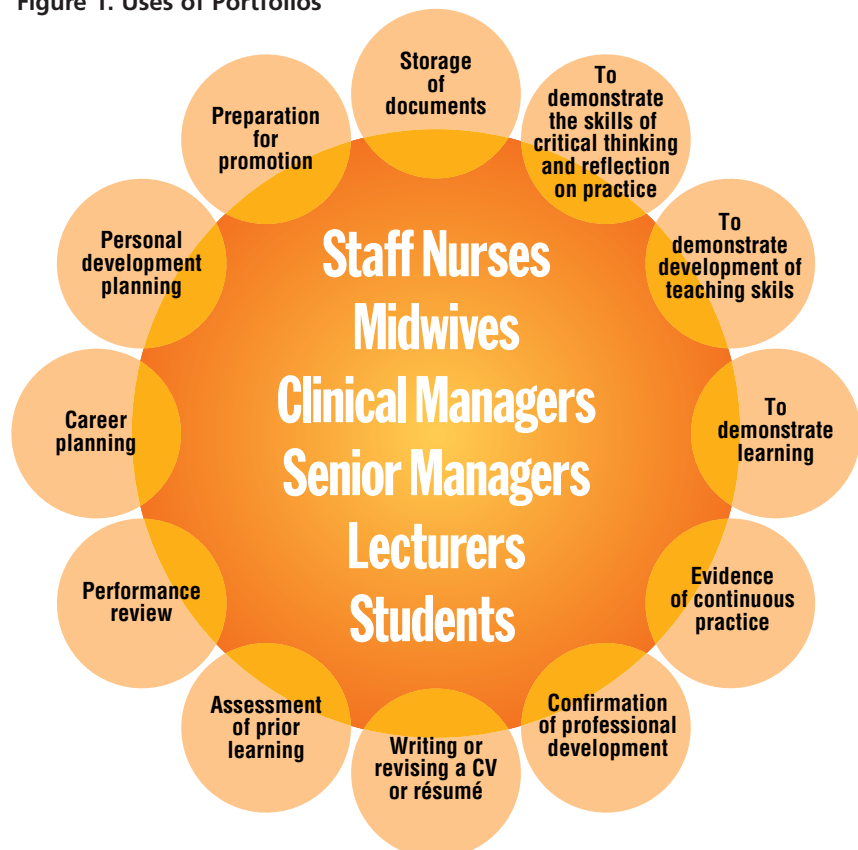 Figure 1. Uses of Portfolios
Storage
of
documents
To
demonstrate
the skills of
critical thinking
and reflection
on practice
To
demonstrate
development of
teaching skils
To
demonstrate
learning
Evidence
of continuous
practice
Confirmation
of professional
development
Writing or
revising a CV
or résumé
Assessment
of prior
learning
Performance
review
Career
planning
Personal
development
planning
Preparation
for
promotion
Staff Nurses
Midwives
Clinical Managers
Senior Managers
Lecturers
Students